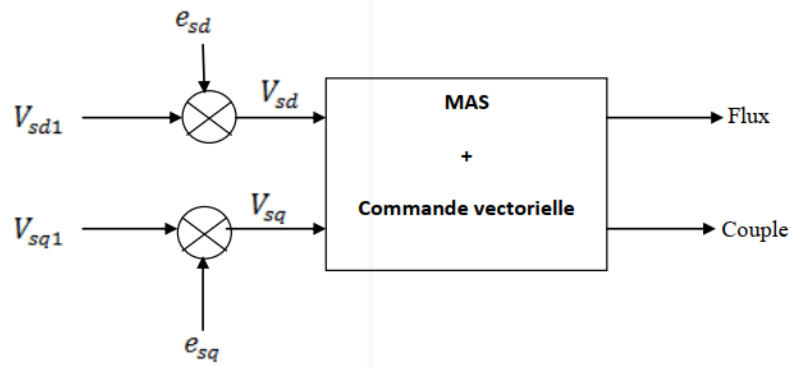 e_sd
V_sd1
V_sd
MAS
+
Commande vectorielle
Flux
V_sq1
V_sq
Couple
e_sq